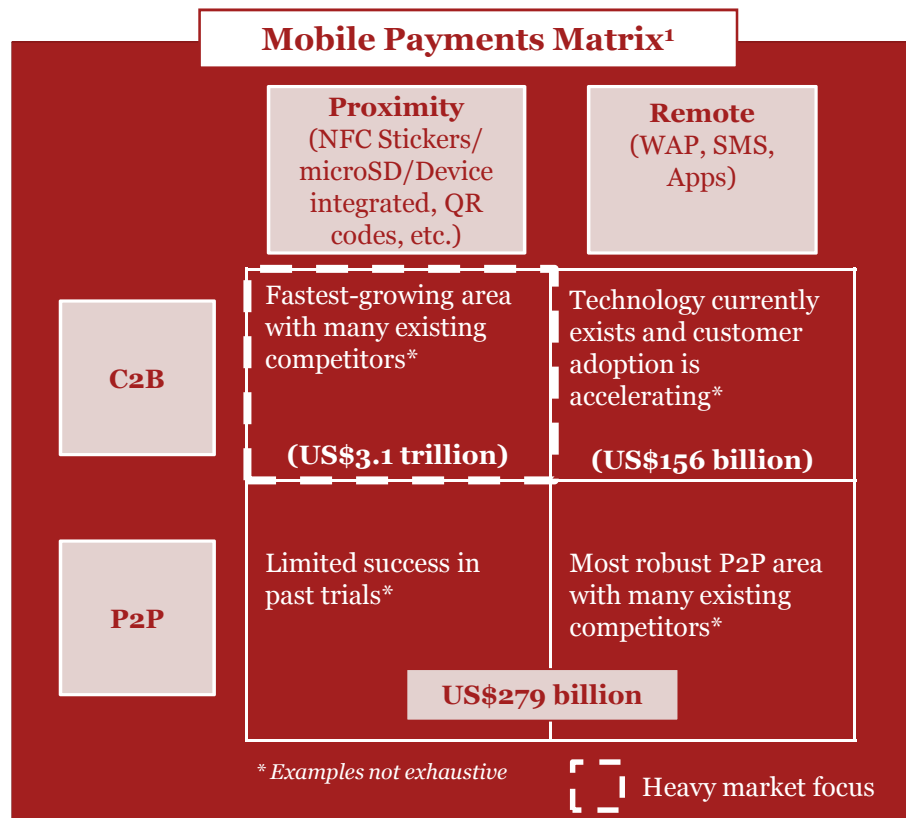 Mobile Payments Matrix¹
Proximity
(NFC Stickers/
microSD/Device
integrated, QR
codes, etc.)
Remote
(WAP, SMS,
Apps)
C2B
Fastest-growing area
with many existing
competitors*
(US$3.1 trillion)
Technology currently
exists and customer
adoption is
accelerating*
(US$156 billion)
P2P
Limited success in
past trials*
Most robust P2P area
with many existing
competitors*
US$279 billion
* Examples not exhaustive
Heavy market focus